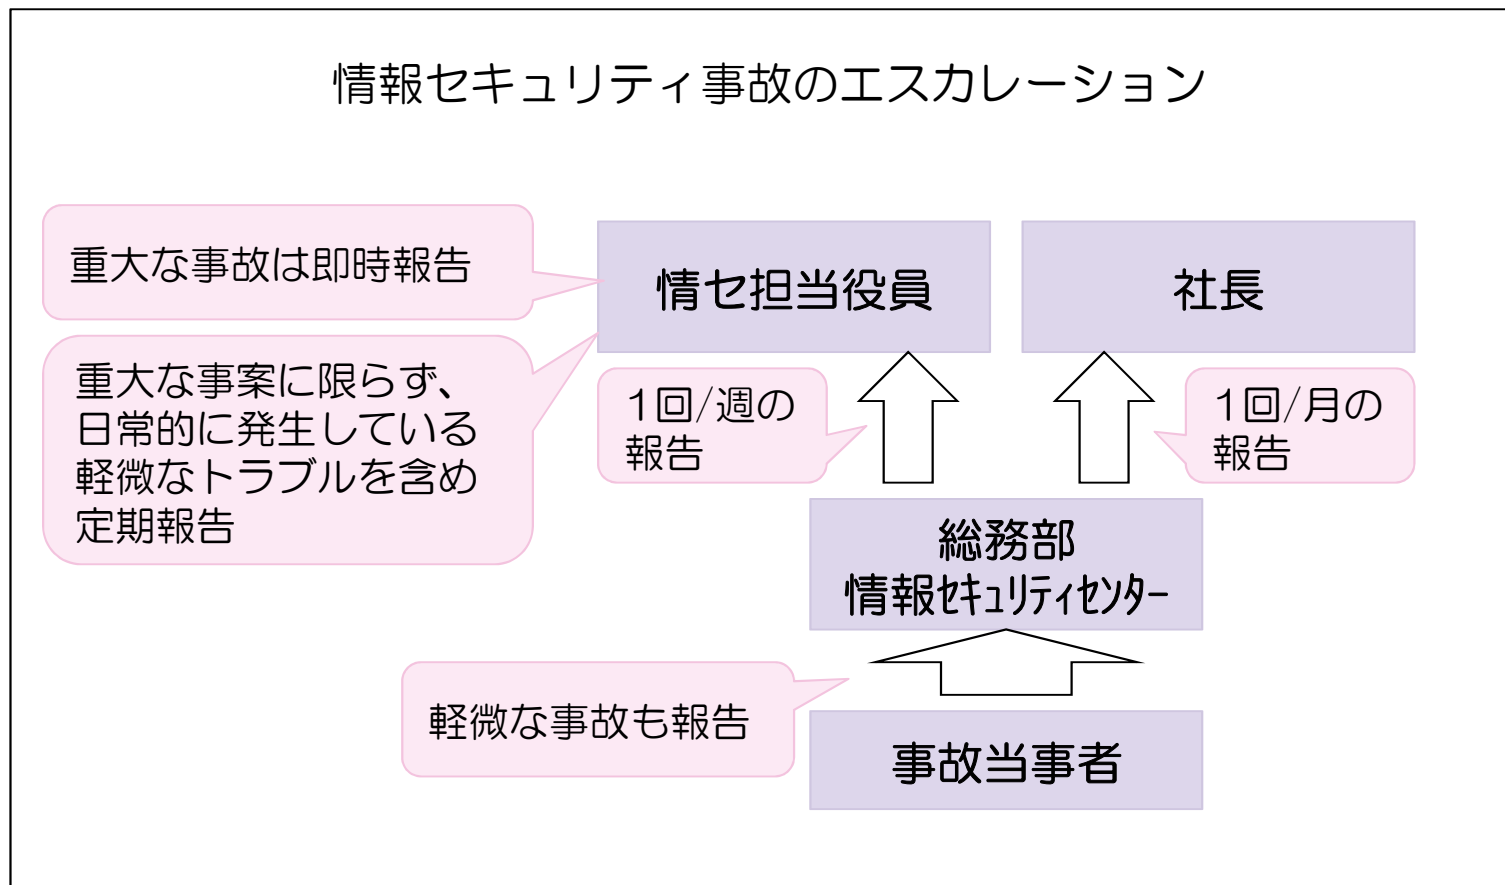 情報セキュリティ事故のエスカレーション
重大な事故は即時報告
情セ担当役員
社長
重大な事案に限らず、
日常的に発生している
軽微なトラブルを含め
定期報告
1回/週の
報告
1回/月の
報告
総務部
情報ｾｷｭﾘﾃｨｾﾝﾀｰ
軽微な事故も報告
事故当事者